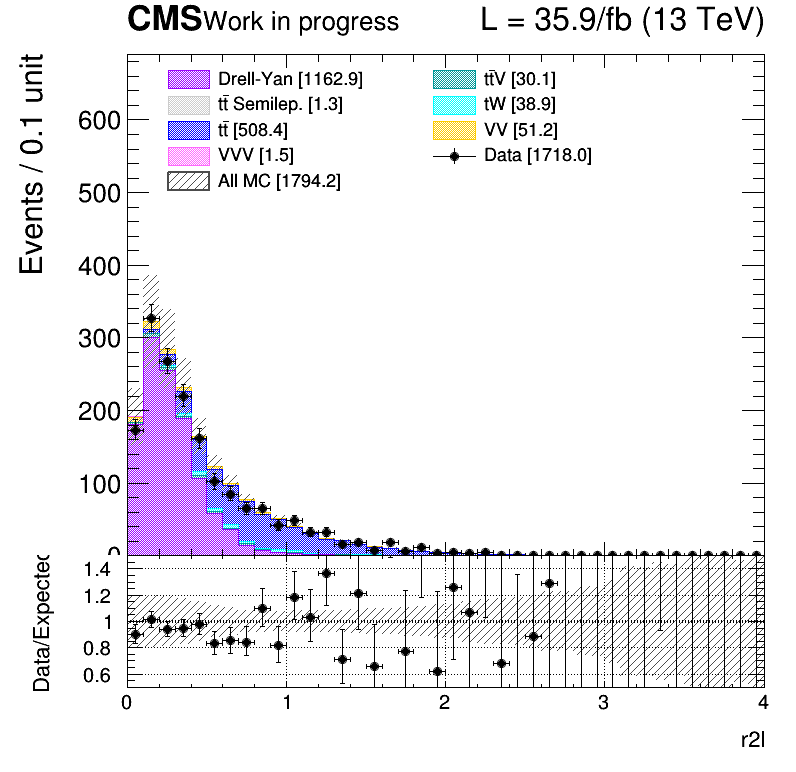 CMS Work in progress L = 35.9/fb (13 TeV)
Events / 0.1 unit
Drell-Yan [1162.9]
tt̄ Semilep. [1.3]
tt̄ [508.4]
VVV [1.5]
All MC [1794.2]
tt̄V [30.1]
tW [38.9]
VV [51.2]
Data [1718.0]
600
500
400
300
200
100
0
Data/Expected
1.4
1.2
1
0.8
0.6
0 1 2 3 4
r2l